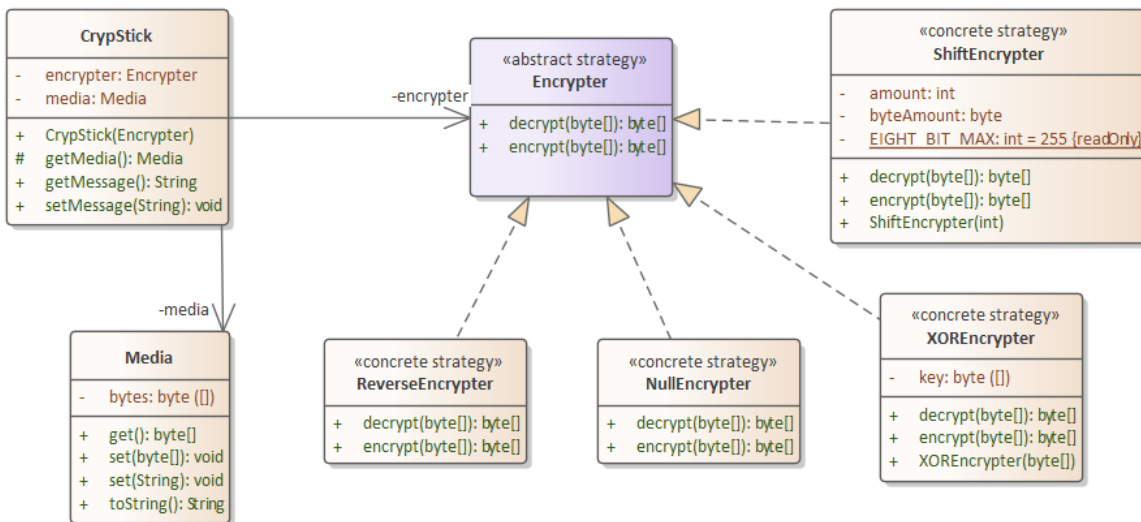 CrypStick
- encrypter: Encrypter
- media: Media
+ CrypStick(Encrypter)
# getMedia(): Media
+ getMessage(): String
+ setMessage(String): void
-encrypter
«abstract strategy»
Encrypter
+ decrypt(byte[]): byte[]
+ encrypt(byte[]): byte[]
«concrete strategy»
ShiftEncrypter
- amount: int
- byteAmount: byte
- EIGHT_BIT_MAX: int = 255 {readOnly}
+ decrypt(byte[]): byte[]
+ encrypt(byte[]): byte[]
+ ShiftEncrypter(int)
-media
Media
- bytes: byte ([])
+ get(): byte[]
+ set(byte[]): void
+ set(String): void
+ toString(): String
«concrete strategy»
ReverseEncrypter
+ decrypt(byte[]): byte[]
+ encrypt(byte[]): byte[]
«concrete strategy»
NullEncrypter
+ decrypt(byte[]): byte[]
+ encrypt(byte[]): byte[]
«concrete strategy»
XOREncrypter
- key: byte ([])
+ decrypt(byte[]): byte[]
+ encrypt(byte[]): byte[]
+ XOREncrypter(byte[])